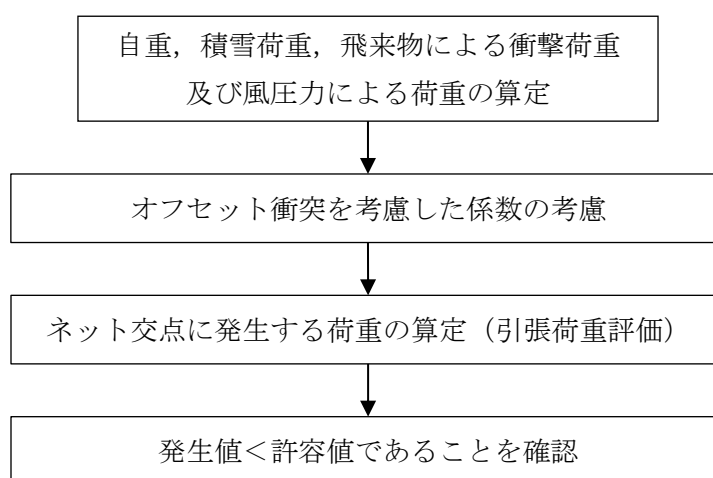 自重，積雪荷重，飛来物による衝撃荷重
及び風圧力による荷重の算定
オフセット衝突を考慮した係数の考慮
ネット交点に発生する荷重の算定（引張荷重評価）
発生値＜許容値であることを確認